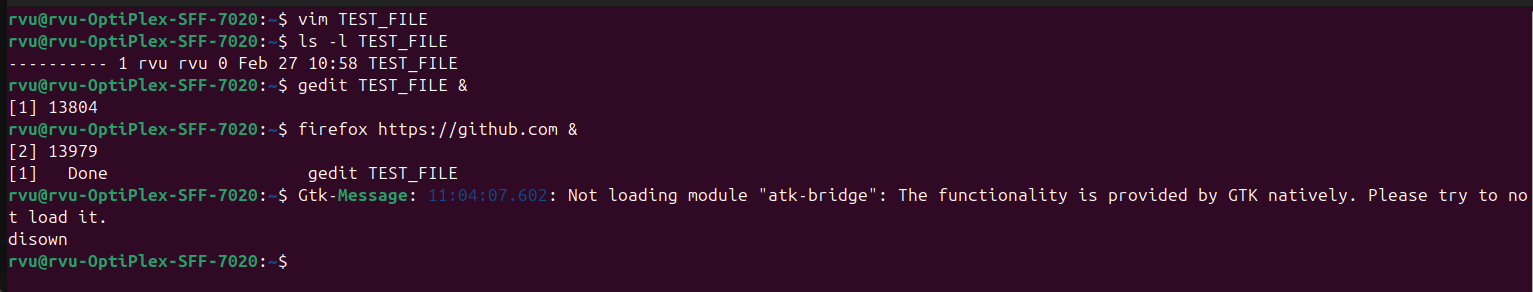 rvu@rvu-OptiPlex-SFF-7020:~$ vim TEST_FILE
rvu@rvu-OptiPlex-SFF-7020:~$ ls -l TEST_FILE
---------- 1 rvu rvu 0 Feb 27 10:58 TEST_FILE
rvu@rvu-OptiPlex-SFF-7020:~$ gedit TEST_FILE &
[1] 13804
rvu@rvu-OptiPlex-SFF-7020:~$ firefox https://github.com &
[2] 13979
[1]   Done                    gedit TEST_FILE
rvu@rvu-OptiPlex-SFF-7020:~$ Gtk-Message: 11:04:07.602: Not loading module "atk-bridge": The functionality is provided by GTK natively. Please try to no
t load it.
disown
rvu@rvu-OptiPlex-SFF-7020:~$